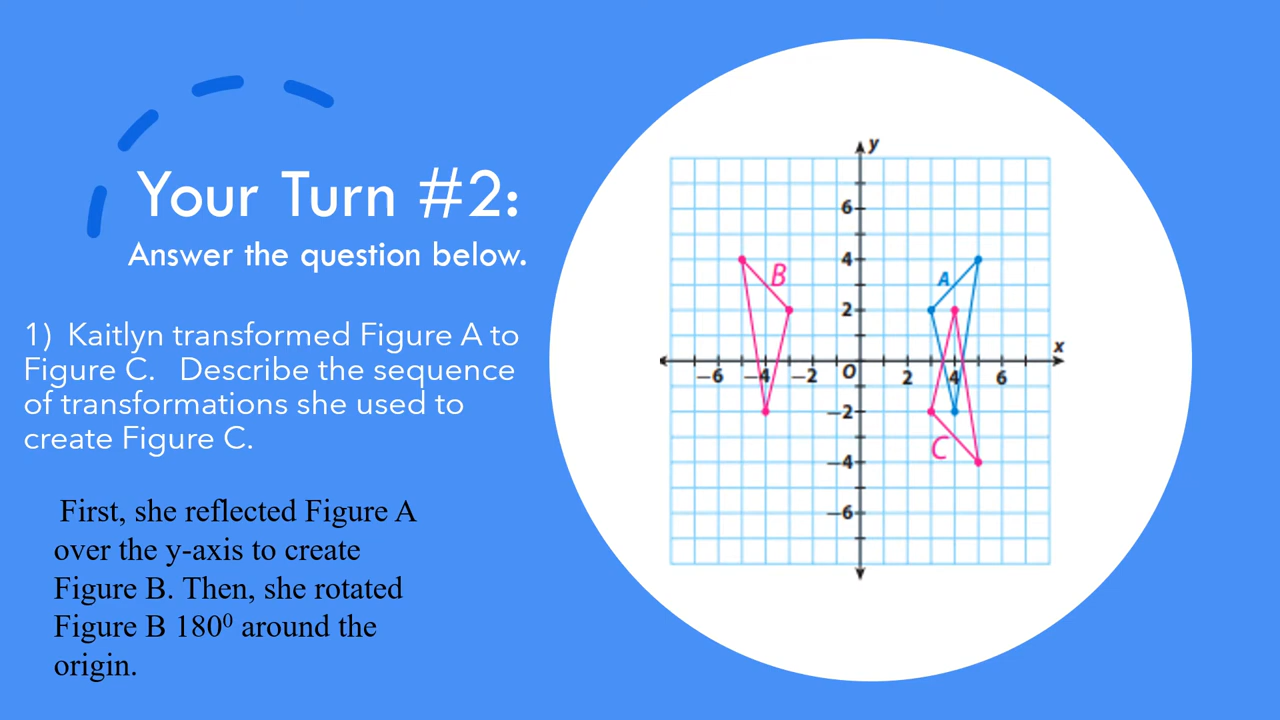 Your Turn #2:
Answer the question below.
1) Kaitlyn transformed Figure A to
Figure C. Describe the sequence
of transformations she used to
create Figure C.
First, she reflected Figure A
over the y-axis to create
Figure B. Then, she rotated
Figure B 180⁰ around the
origin.
y
6
4
B
A
2
x
−6 −4 −2 O 2 4 6
−2
C
−4
−6